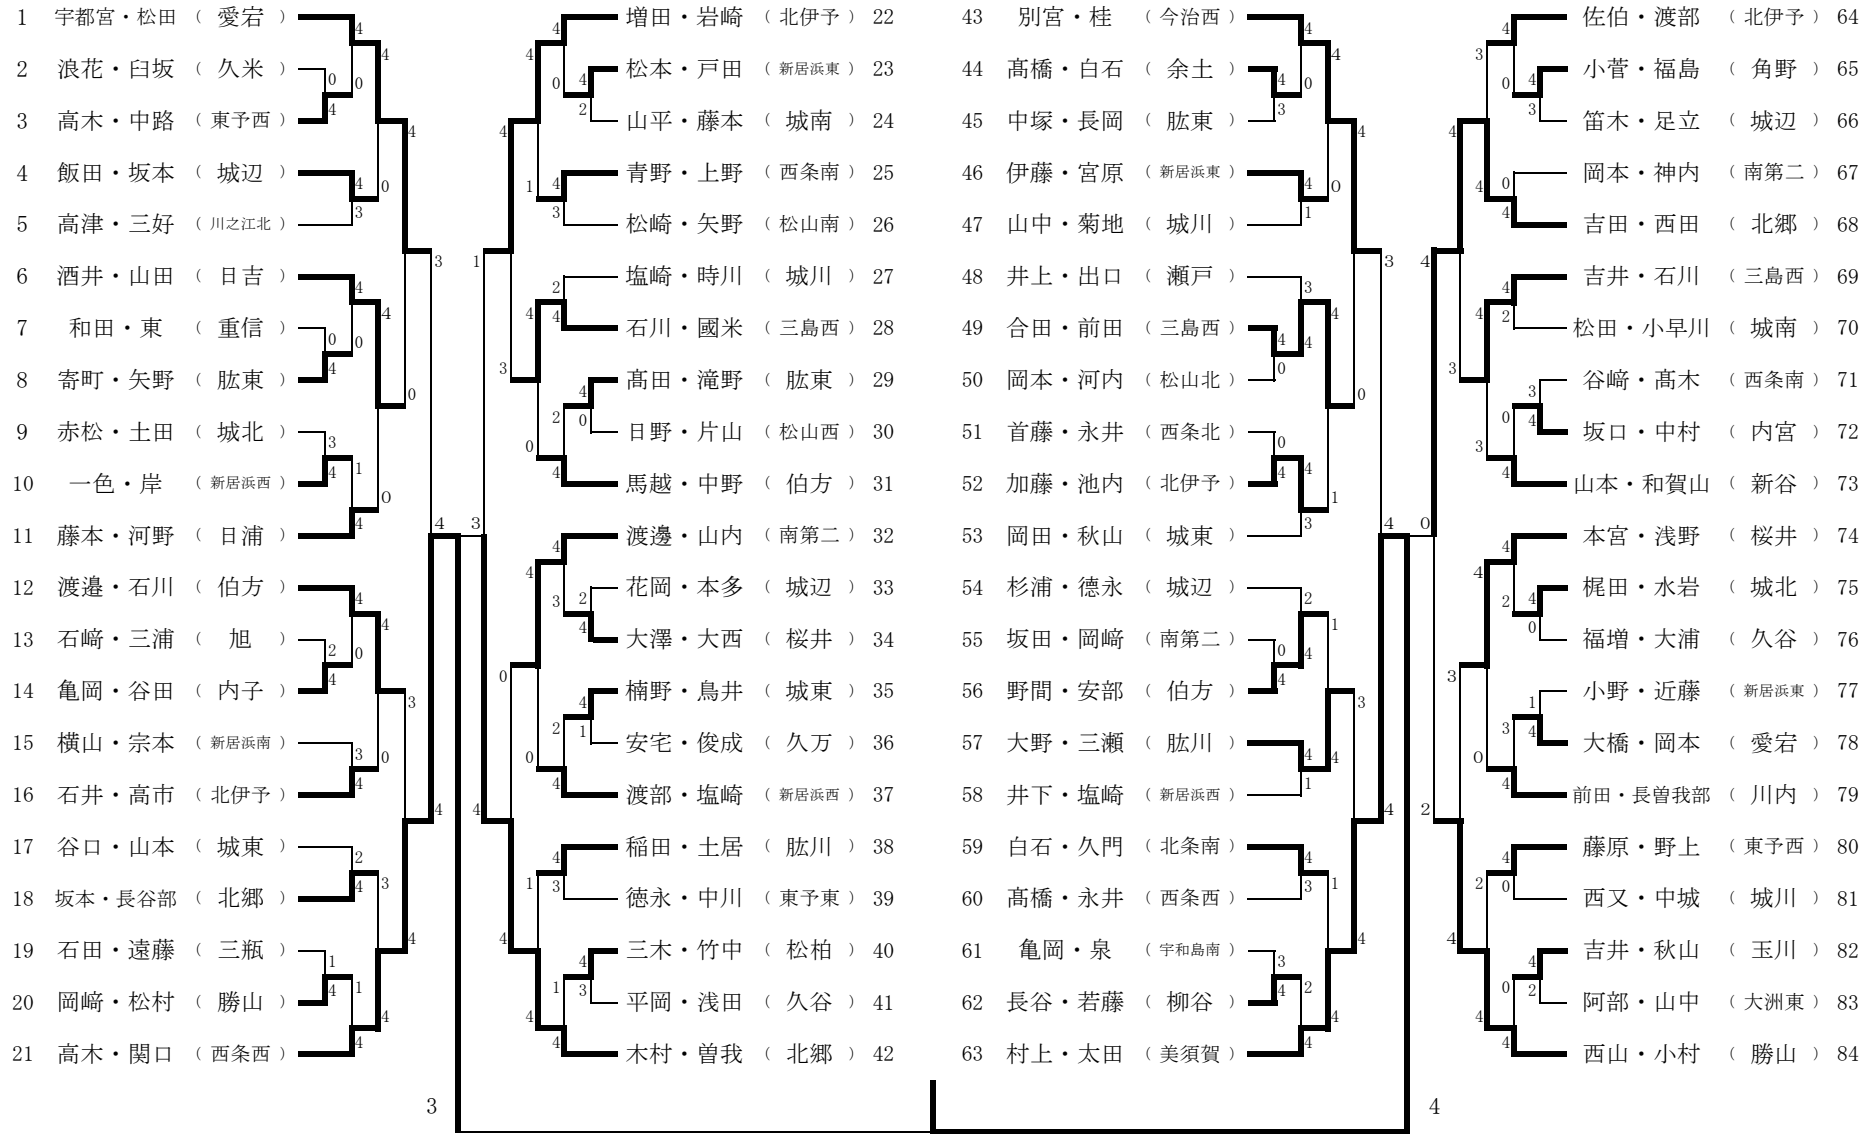 1 宇都宮・松田 （ 愛宕 ）
2 浪花・臼坂 （ 久米 ）
3 高木・中路 （ 東予西 ）
4 飯田・坂本 （ 城辺 ）
5 高津・三好 （ 川之江北 ）
6 酒井・山田 （ 日吉 ）
7 和田・東 （ 重信 ）
8 寄町・矢野 （ 肱東 ）
9 赤松・土田 （ 城北 ）
10 一色・岸 （ 新居浜西 ）
11 藤本・河野 （ 日浦 ）
12 渡邉・石川 （ 伯方 ）
13 石﨑・三浦 （ 旭 ）
14 亀岡・谷田 （ 内子 ）
15 横山・宗本 （ 新居浜南 ）
16 石井・高市 （ 北伊予 ）
17 谷口・山本 （ 城東 ）
18 坂本・長谷部 （ 北郷 ）
19 石田・遠藤 （ 三瓶 ）
20 岡﨑・松村 （ 勝山 ）
21 高木・関口 （ 西条西 ）
増田・岩崎 （ 北伊予 ） 22
松本・戸田 （ 新居浜東 ） 23
山平・藤本 （ 城南 ） 24
青野・上野 （ 西条南 ） 25
松崎・矢野 （ 松山南 ） 26
塩崎・時川 （ 城川 ） 27
石川・國米 （ 三島西 ） 28
髙田・滝野 （ 肱東 ） 29
日野・片山 （ 松山西 ） 30
馬越・中野 （ 伯方 ） 31
渡邊・山内 （ 南第二 ） 32
花岡・本多 （ 城辺 ） 33
大澤・大西 （ 桜井 ） 34
楠野・鳥井 （ 城東 ） 35
安宅・俊成 （ 久万 ） 36
渡部・塩崎 （ 新居浜西 ） 37
稲田・土居 （ 肱川 ） 38
徳永・中川 （ 東予東 ） 39
三木・竹中 （ 松柏 ） 40
平岡・浅田 （ 久谷 ） 41
木村・曽我 （ 北郷 ） 42
43 別宮・桂 （ 今治西 ）
44 髙橋・白石 （ 余土 ）
45 中塚・長岡 （ 肱東 ）
46 伊藤・宮原 （ 新居浜東 ）
47 山中・菊地 （ 城川 ）
48 井上・出口 （ 瀬戸 ）
49 合田・前田 （ 三島西 ）
50 岡本・河内 （ 松山北 ）
51 首藤・永井 （ 西条北 ）
52 加藤・池内 （ 北伊予 ）
53 岡田・秋山 （ 城東 ）
54 杉浦・德永 （ 城辺 ）
55 坂田・岡﨑 （ 南第二 ）
56 野間・安部 （ 伯方 ）
57 大野・三瀬 （ 肱川 ）
58 井下・塩崎 （ 新居浜西 ）
59 白石・久門 （ 北条南 ）
60 髙橋・永井 （ 西条西 ）
61 亀岡・泉 （ 宇和島南 ）
62 長谷・若藤 （ 柳谷 ）
63 村上・太田 （ 美須賀 ）
佐伯・渡部 （ 北伊予 ） 64
小菅・福島 （ 角野 ） 65
笛木・足立 （ 城辺 ） 66
岡本・神内 （ 南第二 ） 67
吉田・西田 （ 北郷 ） 68
吉井・石川 （ 三島西 ） 69
松田・小早川 （ 城南 ） 70
谷﨑・髙木 （ 西条南 ） 71
坂口・中村 （ 内宮 ） 72
山本・和賀山 （ 新谷 ） 73
本宮・浅野 （ 桜井 ） 74
梶田・水岩 （ 城北 ） 75
福増・大浦 （ 久谷 ） 76
小野・近藤 （ 新居浜東 ） 77
大橋・岡本 （ 愛宕 ） 78
前田・長曽我部 （ 川内 ） 79
藤原・野上 （ 東予西 ） 80
西又・中城 （ 城川 ） 81
吉井・秋山 （ 玉川 ） 82
阿部・山中 （ 大洲東 ） 83
西山・小村 （ 勝山 ） 84
3 4